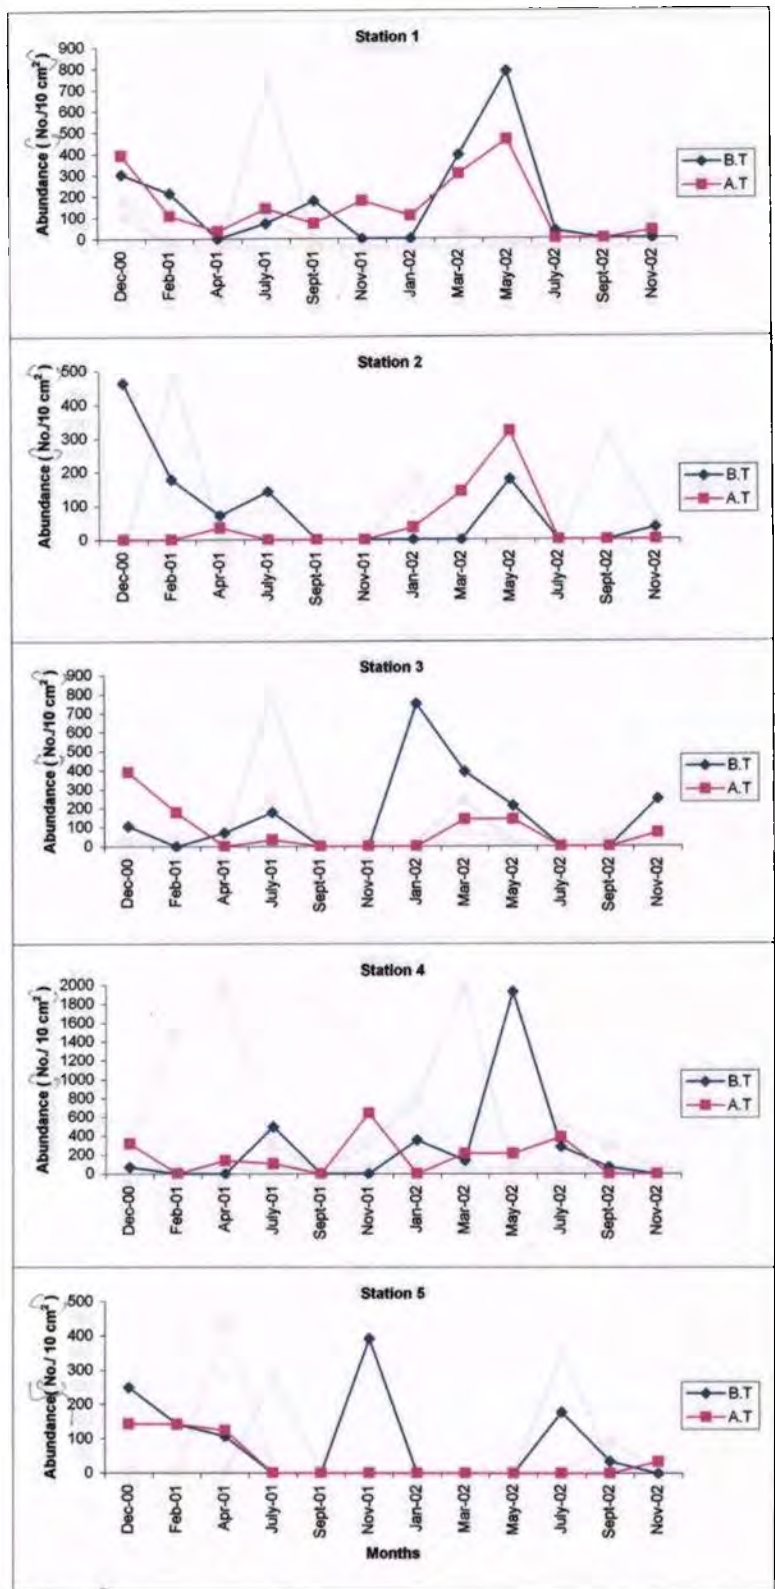 Station 1
Abundance ( No./10 cm²)
900
800
700
600
500
400
300
200
100
0
Dec-00
Feb-01
Apr-01
July-01
Sept-01
Nov-01
Jan-02
Mar-02
May-02
July-02
Sept-02
Nov-02
B.T
A.T
Station 2
Abundance ( No./10 cm²)
500
400
300
200
100
0
Dec-00
Feb-01
Apr-01
July-01
Sept-01
Nov-01
Jan-02
Mar-02
May-02
July-02
Sept-02
Nov-02
B.T
A.T
Station 3
Abundance ( No./10 cm²)
900
800
700
600
500
400
300
200
100
0
Dec-00
Feb-01
Apr-01
July-01
Sept-01
Nov-01
Jan-02
Mar-02
May-02
July-02
Sept-02
Nov-02
B.T
A.T
Station 4
Abundance ( No./ 10 cm²)
2000
1800
1600
1400
1200
1000
800
600
400
200
0
Dec-00
Feb-01
Apr-01
July-01
Sept-01
Nov-01
Jan-02
Mar-02
May-02
July-02
Sept-02
Nov-02
B.T
A.T
Station 5
Abundance( No./ 10 cm²)
500
400
300
200
100
0
Dec-00
Feb-01
Apr-01
July-01
Sept-01
Nov-01
Jan-02
Mar-02
May-02
July-02
Sept-02
Nov-02
B.T
A.T
Months